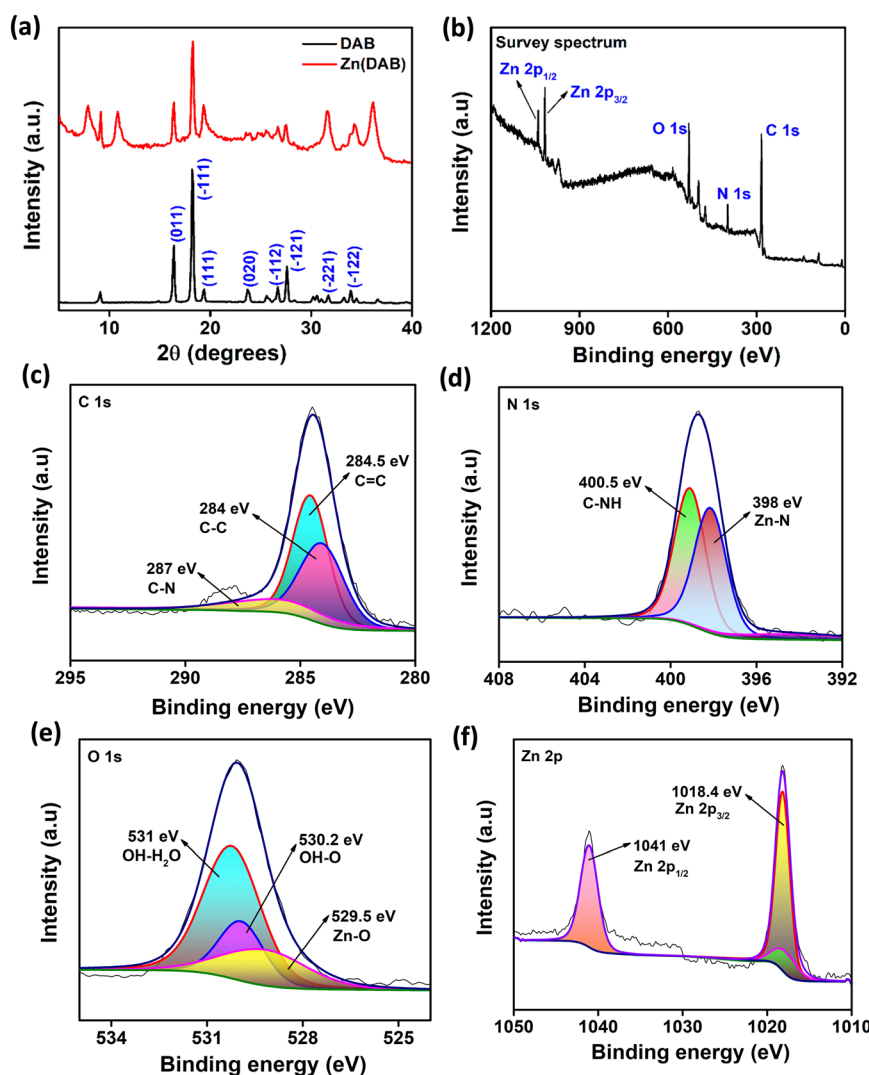 (a)
DAB
Zn(DAB)
Intensity (a.u.)
(011)
(-111)
(111)
(020)
(-112)
(-121)
(-221)
(-122)
10 20 30 40
2θ (degrees)
(b)
Survey spectrum
Zn 2p1/2
Zn 2p3/2
O 1s
C 1s
N 1s
Intensity (a.u.)
1200 900 600 300 0
Binding energy (eV)
(c)
C 1s
284.5 eV
C=C
284 eV
C-C
287 eV
C-N
Intensity (a.u)
295 290 285 280
Binding energy (eV)
(d)
N 1s
400.5 eV
C-NH
398 eV
Zn-N
Intensity (a.u)
408 404 400 396 392
Binding energy (eV)
(e)
O 1s
531 eV
OH-H2O
530.2 eV
OH-O
529.5 eV
Zn-O
Intensity (a.u)
534 531 528 525
Binding energy (eV)
(f)
Zn 2p
1018.4 eV
Zn 2p3/2
1041 eV
Zn 2p1/2
Intensity (a.u)
1050 1040 1030 1020 1010
Binding energy (eV)